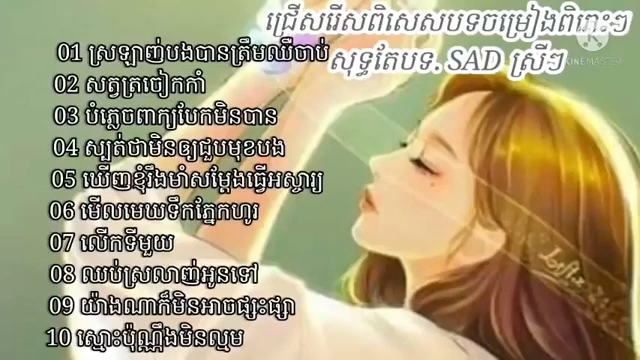 ជ្រើសរើសពិសេសបទចម្រៀងពិរោះៗ
សុទ្ធតែបទ. SAD ស្រីៗ
KINEMASTER
01 ស្រឡាញ់បងបានត្រឹមឈឺចាប់
02 សត្វត្រចៀកកាំ
03 បំភ្លេចពាក្យបែកមិនបាន
04 ស្បត់ថាមិនឲ្យជួបមុខបង
05 ឃើញខ្ញុំរឹងមាំសម្ដែងធ្វើអស្ចារ្យ
06 មើលមេឃទឹកភ្នែកហូរ
07 លើកទីមួយ
08 ឈប់ស្រលាញ់អូនទៅ
09 យ៉ាងណាក៏មិនអាចផ្សះផ្សា
10 ស្មោះប៉ុណ្ណឹងមិនល្មម